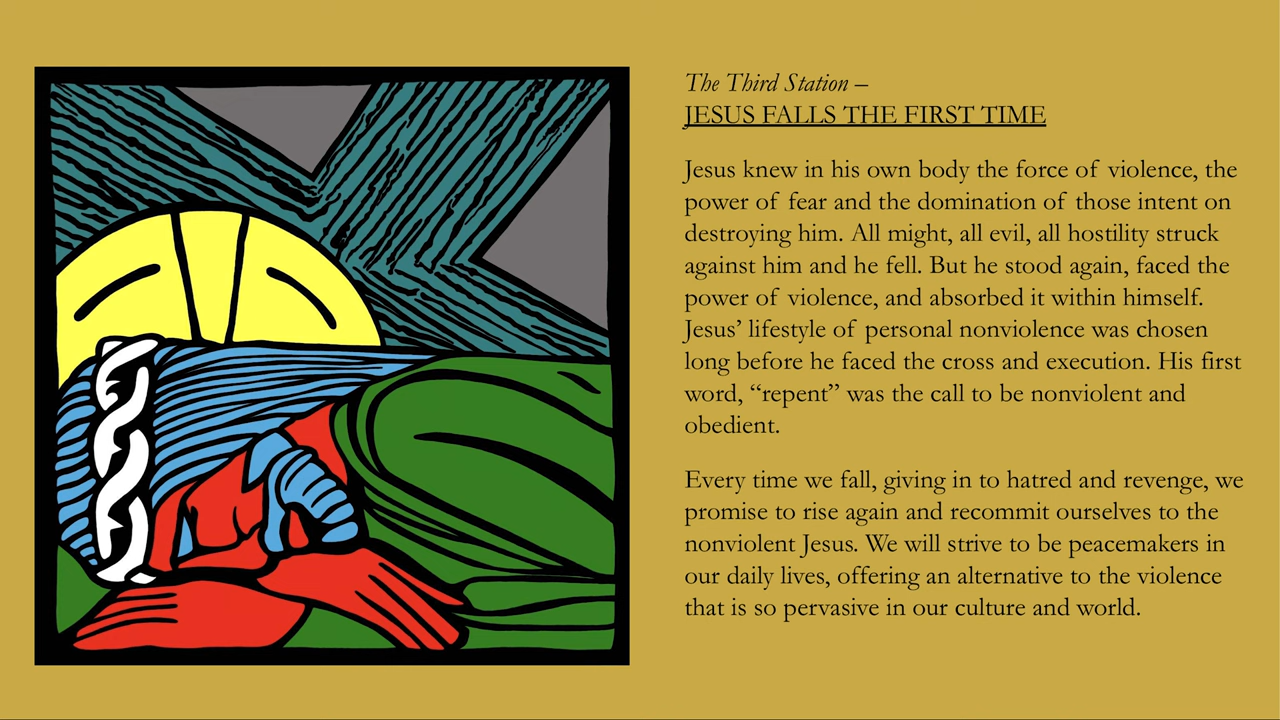 The Third Station –
JESUS FALLS THE FIRST TIME
Jesus knew in his own body the force of violence, the
power of fear and the domination of those intent on
destroying him. All might, all evil, all hostility struck
against him and he fell. But he stood again, faced the
power of violence, and absorbed it within himself.
Jesus’ lifestyle of personal nonviolence was chosen
long before he faced the cross and execution. His first
word, “repent” was the call to be nonviolent and
obedient.
Every time we fall, giving in to hatred and revenge, we
promise to rise again and recommit ourselves to the
nonviolent Jesus. We will strive to be peacemakers in
our daily lives, offering an alternative to the violence
that is so pervasive in our culture and world.